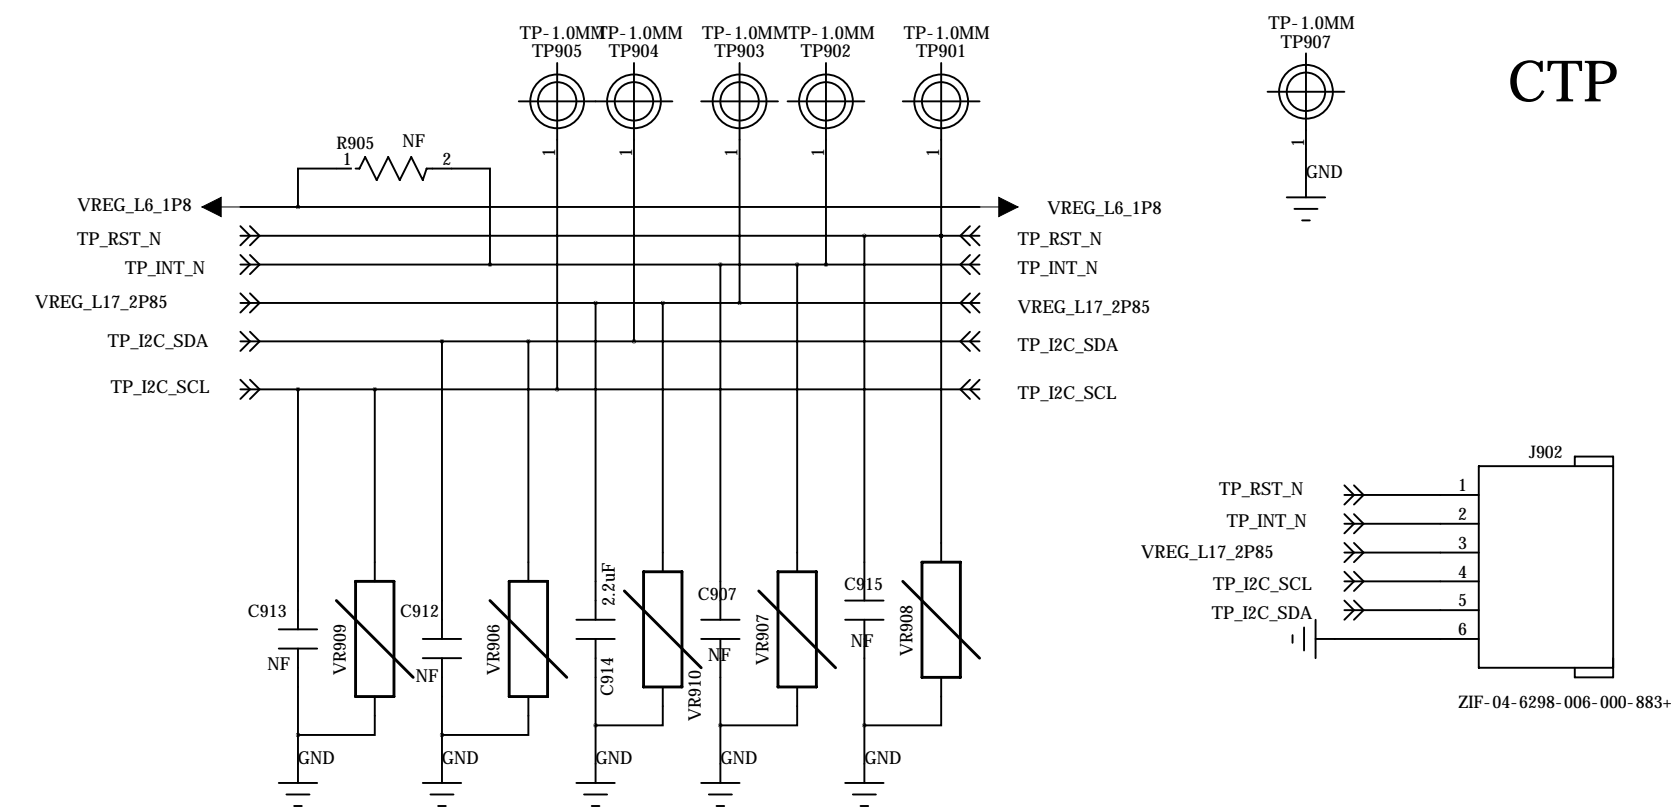 TP-1.0MM TP-1.0MM TP-1.0MM TP-1.0MM TP-1.0MM TP-1.0MM
TP905 TP904 TP903 TP902 TP901 TP907
CTP
1 1 1 1 1 1
R905 NF
1 2
GND
VREG_L6_1P8 VREG_L6_1P8
TP_RST_N TP_RST_N
TP_INT_N TP_INT_N
VREG_L17_2P85 VREG_L17_2P85
TP_I2C_SDA TP_I2C_SDA
TP_I2C_SCL TP_I2C_SCL
J902
TP_RST_N 1
TP_INT_N 2
VREG_L17_2P85 3
TP_I2C_SCL 4
TP_I2C_SDA 5
6
ZIF-04-6298-006-000-883+
C913
NF
VR909
C912
NF
VR906
2.2uF
C914
VR910
C907
NF
VR907
C915
NF
VR908
GND GND GND GND GND